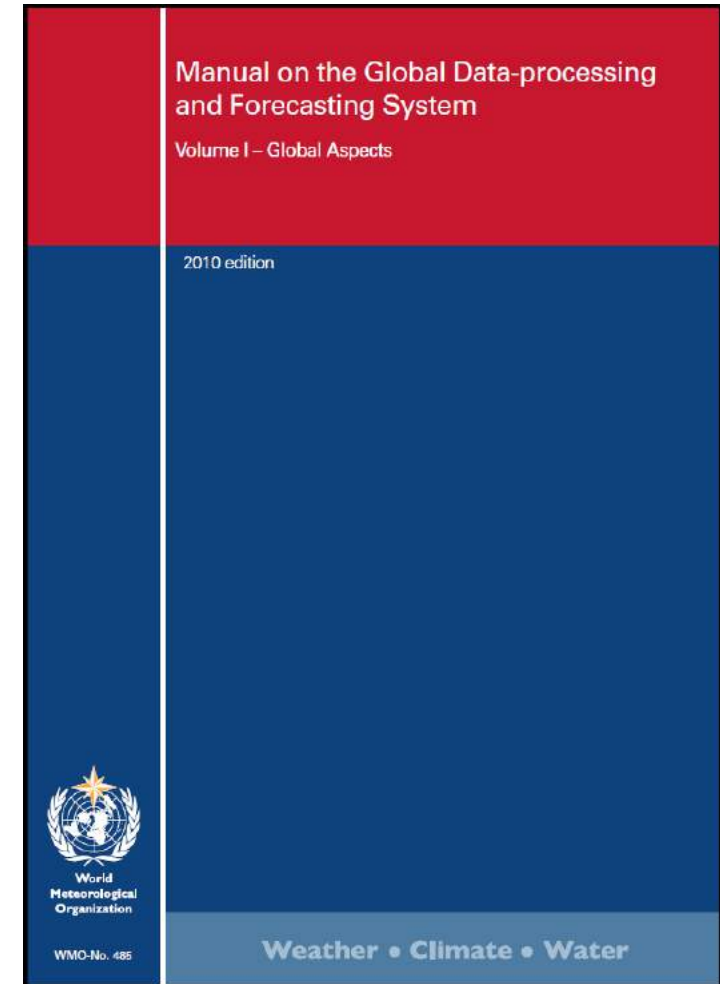 Manual on the Global Data-processing
and Forecasting System
Volume I – Global Aspects
2010 edition
World
Meteorological
Organization
WMO-No. 485
Weather • Climate • Water